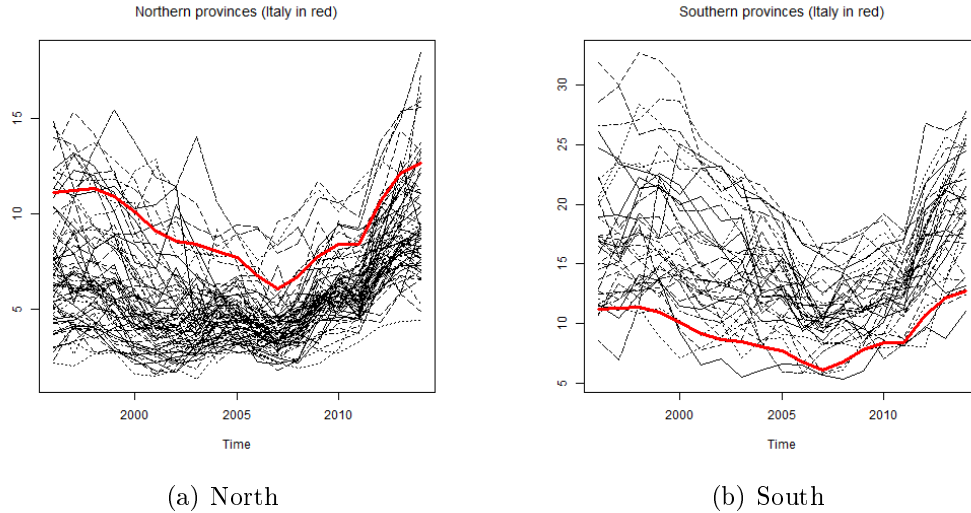 Northern provinces (Italy in red)
15
10
5
2000 2005 2010
Time
(a) North
Southern provinces (Italy in red)
30
25
20
15
10
5
2000 2005 2010
Time
(b) South